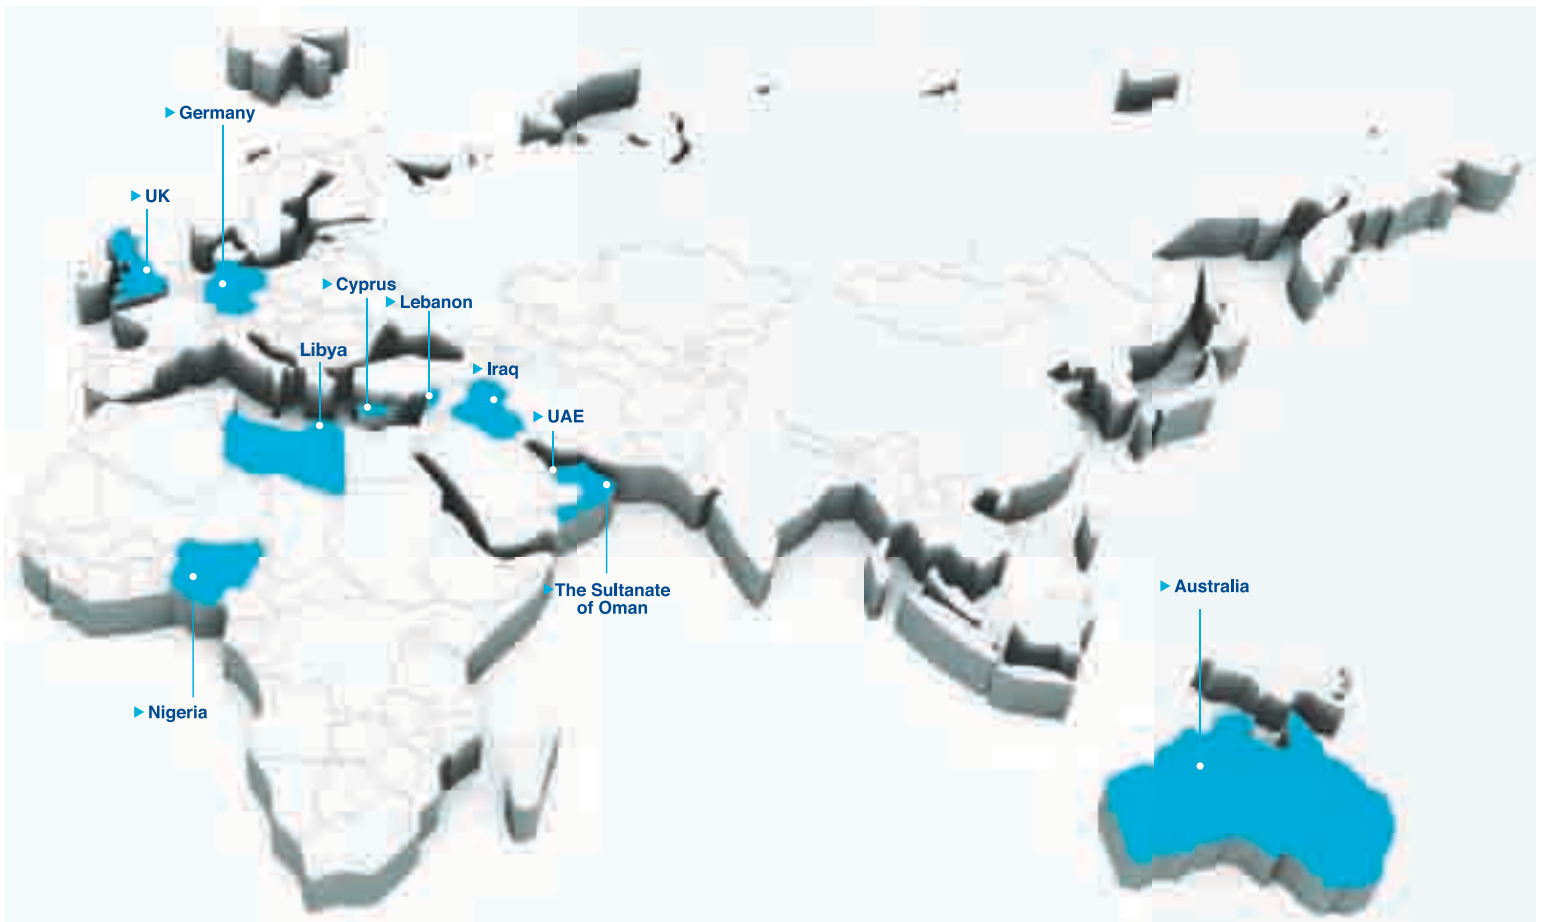 Germany
UK
Cyprus
Lebanon
Libya
Iraq
UAE
The Sultanate
of Oman
Australia
Nigeria